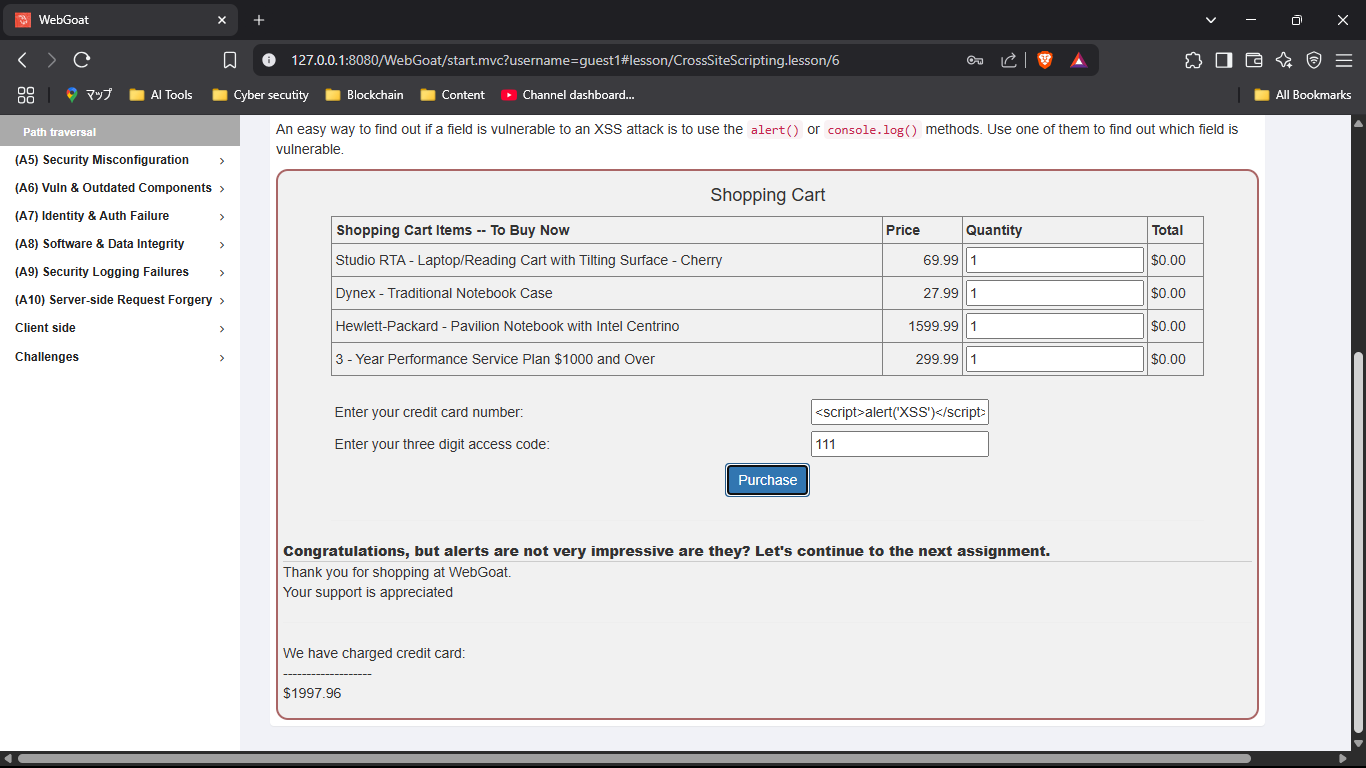 WebGoat
127.0.0.1:8080/WebGoat/start.mvc?username=guest1#lesson/CrossSiteScripting.lesson/6
マップ AI Tools Cyber secutity Blockchain Content Channel dashboard... All Bookmarks
Path traversal
(A5) Security Misconfiguration
(A6) Vuln & Outdated Components
(A7) Identity & Auth Failure
(A8) Software & Data Integrity
(A9) Security Logging Failures
(A10) Server-side Request Forgery
Client side
Challenges
An easy way to find out if a field is vulnerable to an XSS attack is to use the alert() or console.log() methods. Use one of them to find out which field is
vulnerable.
Shopping Cart
Shopping Cart Items -- To Buy Now Price Quantity Total
Studio RTA - Laptop/Reading Cart with Tilting Surface - Cherry 69.99 1 $0.00
Dynex - Traditional Notebook Case 27.99 1 $0.00
Hewlett-Packard - Pavilion Notebook with Intel Centrino 1599.99 1 $0.00
3 - Year Performance Service Plan $1000 and Over 299.99 1 $0.00
Enter your credit card number: <script>alert('XSS')</script>
Enter your three digit access code: 111
Purchase
Congratulations, but alerts are not very impressive are they? Let's continue to the next assignment.
Thank you for shopping at WebGoat.
Your support is appreciated
We have charged credit card:
-------------------
$1997.96